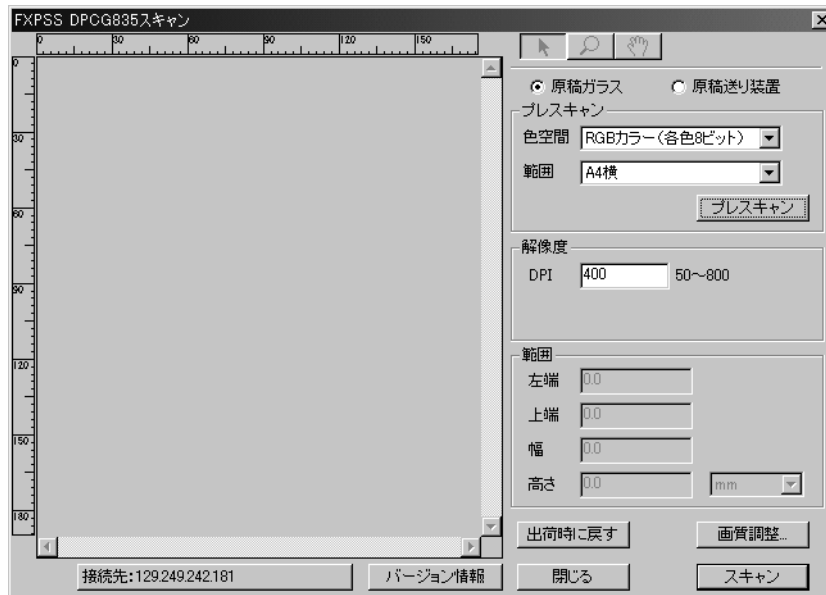 FXPSS DPCG835スキャン
0 30 60 90 120 150
0
30
60
90
120
150
180
原稿ガラス 原稿送り装置
プレスキャン
色空間 RGBカラー(各色8ビット)
範囲 A4横
プレスキャン
解像度
DPI 400 50～800
範囲
左端 0.0
上端 0.0
幅 0.0
高さ 0.0 mm
出荷時に戻す 画質調整...
接続先:129.249.242.181 バージョン情報 閉じる スキャン